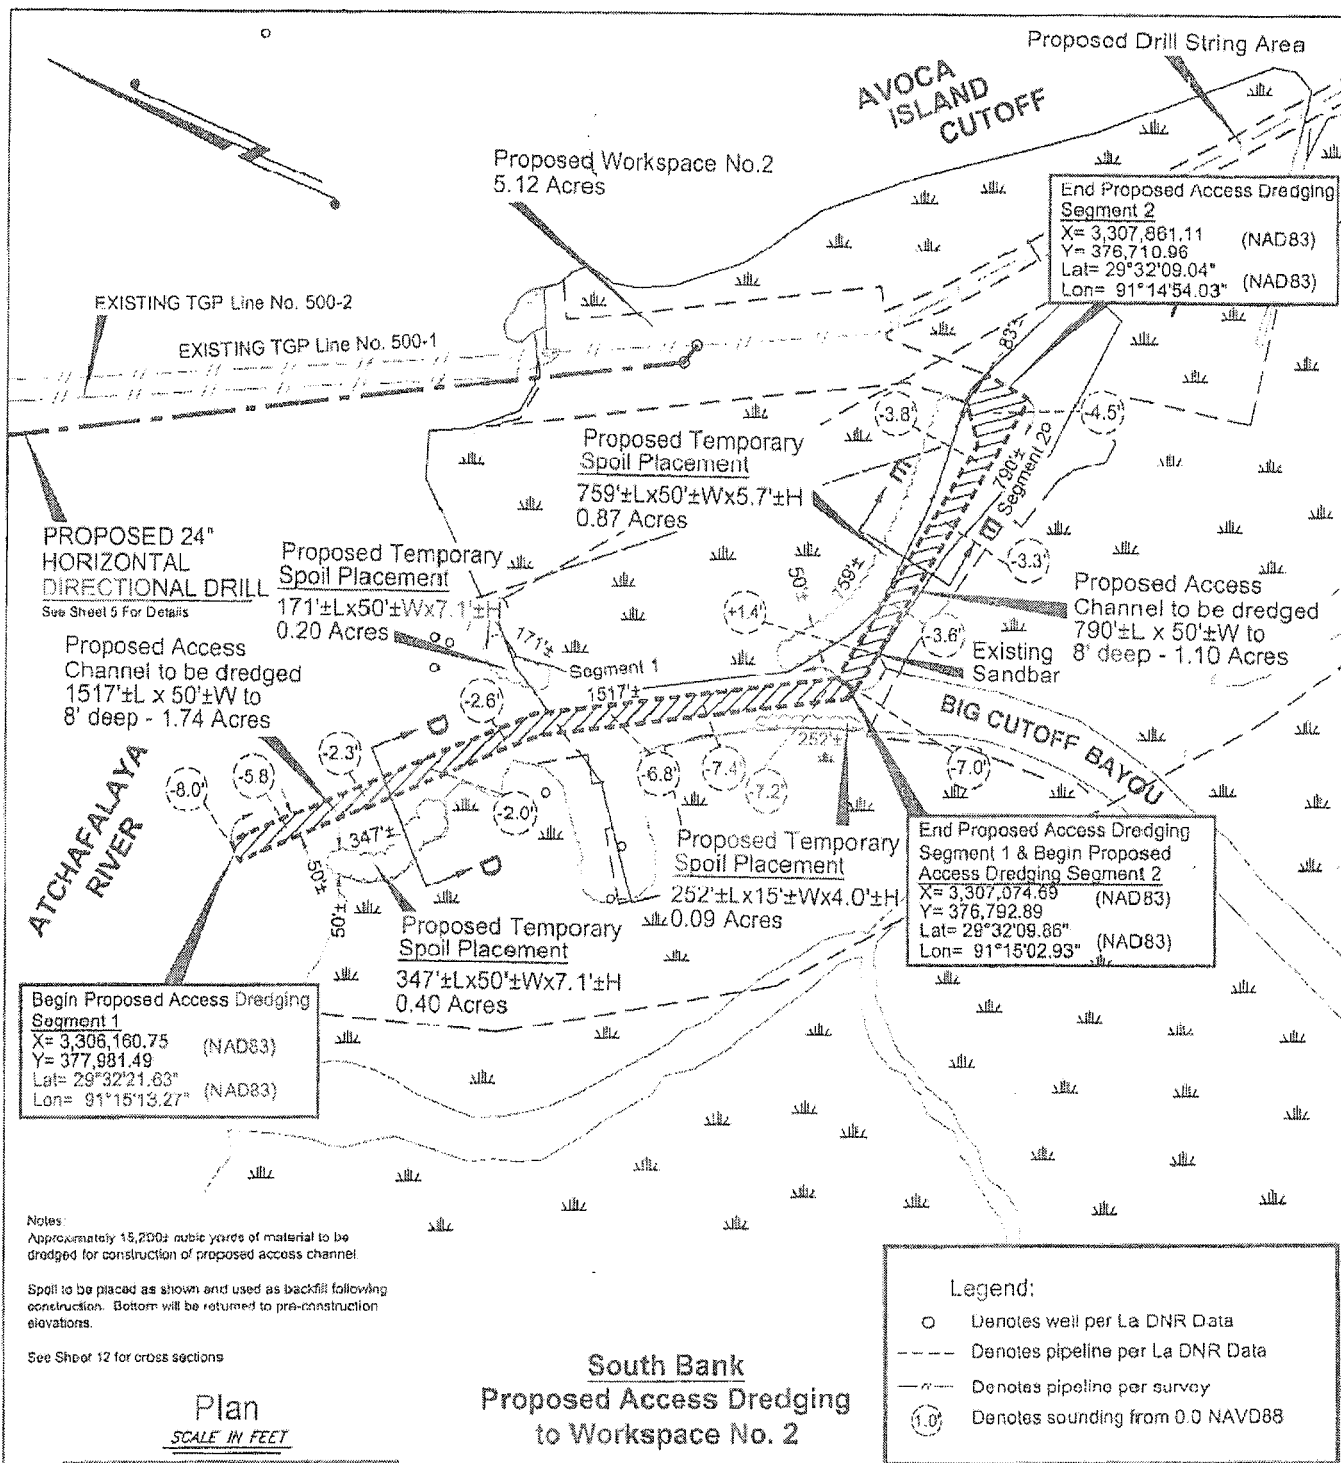 Proposed Drill String Area
AVOCA
ISLAND
CUTOFF
Proposed Workspace No.2
5.12 Acres
End Proposed Access Dredging
Segment 2
X= 3,307,861.11 (NAD83)
Y= 376,710.96
Lat= 29°32'09.04" (NAD83)
Lon= 91°14'54.03"
EXISTING TGP Line No. 500-2
EXISTING TGP Line No. 500-1
83'±
-3.8'
-4.5'
Proposed Temporary
Spoil Placement
759'±Lx50'±Wx5.7'±H
0.87 Acres
E
790'±
Segment 2
E
PROPOSED 24"
HORIZONTAL
DIRECTIONAL DRILL
See Sheet 5 For Details
Proposed Temporary
Spoil Placement
171'±Lx50'±Wx7.1'±H
0.20 Acres
50'±
759'±
-3.3'
Proposed Access
Channel to be dredged
790'±L x 50'±W to
8' deep - 1.10 Acres
+1.4'
-3.6'
Existing
Sandbar
171'±
Segment 1
1517'±
Proposed Access
Channel to be dredged
1517'±L x 50'±W to
8' deep - 1.74 Acres
-2.6'
D
BIG CUTOFF BAYOU
252'±
-2.3'
-5.8
-8.0'
-6.8'
-7.4'
-7.2'
-7.0'
-2.0'
ATCHAFALAYA
RIVER
347'±
50'±
50'±
D
Proposed Temporary
Spoil Placement
252'±Lx15'±Wx4.0'±H
0.09 Acres
End Proposed Access Dredging
Segment 1 & Begin Proposed
Access Dredging Segment 2
X= 3,307,074.69 (NAD83)
Y= 376,792.89
Lat= 29°32'09.86" (NAD83)
Lon= 91°15'02.93"
Proposed Temporary
Spoil Placement
347'±Lx50'±Wx7.1'±H
0.40 Acres
Begin Proposed Access Dredging
Segment 1
X= 3,306,160.75 (NAD83)
Y= 377,981.49
Lat= 29°32'21.63" (NAD83)
Lon= 91°15'13.27"
Notes:
Approximately 15,200± cubic yards of material to be
dredged for construction of proposed access channel.
Spoil to be placed as shown and used as backfill following
construction. Bottom will be returned to pre-construction
elevations.
See Sheet 12 for cross sections
Plan
SCALE IN FEET
South Bank
Proposed Access Dredging
to Workspace No. 2
Legend:
Denotes well per La DNR Data
Denotes pipeline per La DNR Data
Denotes pipeline per survey
1.0' Denotes sounding from 0.0 NAVD88